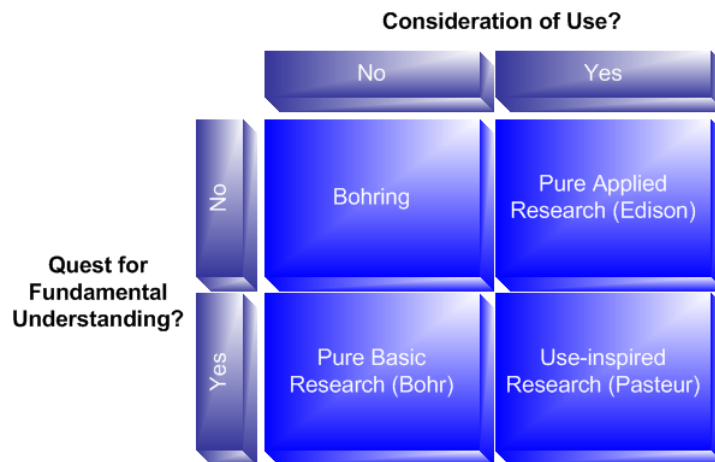 Consideration of Use?
No
Yes
No
Bohring
Pure Applied
Research (Edison)
Quest for
Fundamental
Understanding?
Yes
Pure Basic
Research (Bohr)
Use-inspired
Research (Pasteur)